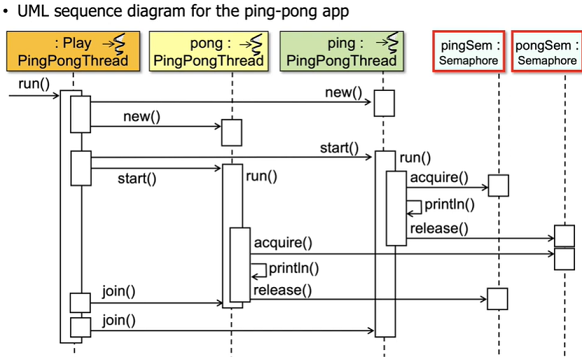 • UML sequence diagram for the ping-pong app
: Play
PingPongThread
pong :
PingPongThread
ping :
PingPongThread
pingSem :
Semaphore
pongSem :
Semaphore
run()
new()
new()
start()
run()
start()
run()
acquire()
println()
release()
acquire()
println()
join()
release()
join()